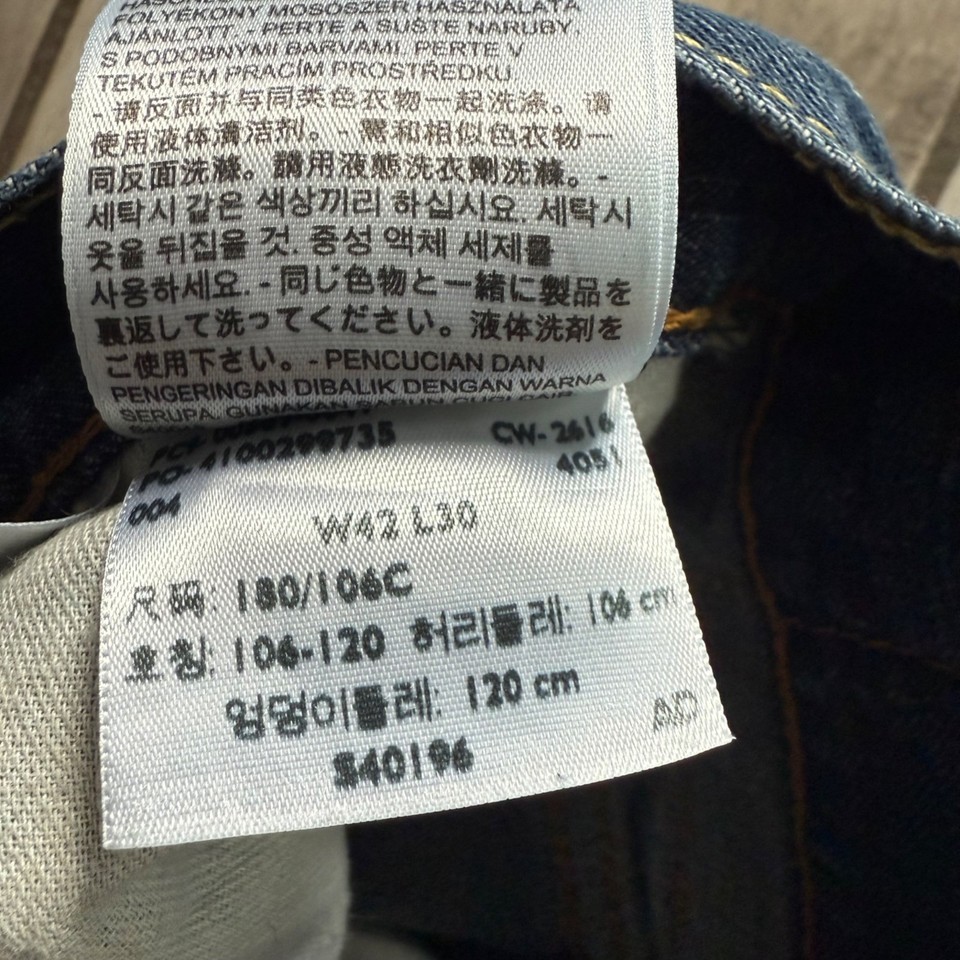 FOLYÉKONY MOSÓSZER HASZNÁLATA
AJÁNLOTT. - PERTE A SUŠTE NARUBY,
S PODOBNÝMI BARVAMI. PERTE V
TEKUTÉM PRACÍM PROSTŘEDKU
- 请反面并与同类色衣物一起洗涤。请
使用液体清洁剂。- 需和相似色衣物一
同反面洗滌。請用液態洗衣劑洗滌。-
세탁시 같은 색상끼리 하십시요. 세탁시
옷을 뒤집을 것. 중성 액체 세제를
사용하세요. - 同じ色物と一緒に製品を
裏返して洗ってください。液体洗剤を
ご使用下さい。- PENCUCIAN DAN
PENGERINGAN DIBALIK DENGAN WARNA
SERUPA. GUNAKAN
PO- 4100299735 CW- 2616
004 4051
W42 L30
尺码: 180/106C
호칭: 106-120 허리둘레: 106 cm
엉덩이둘레: 120 cm
AD
S40196